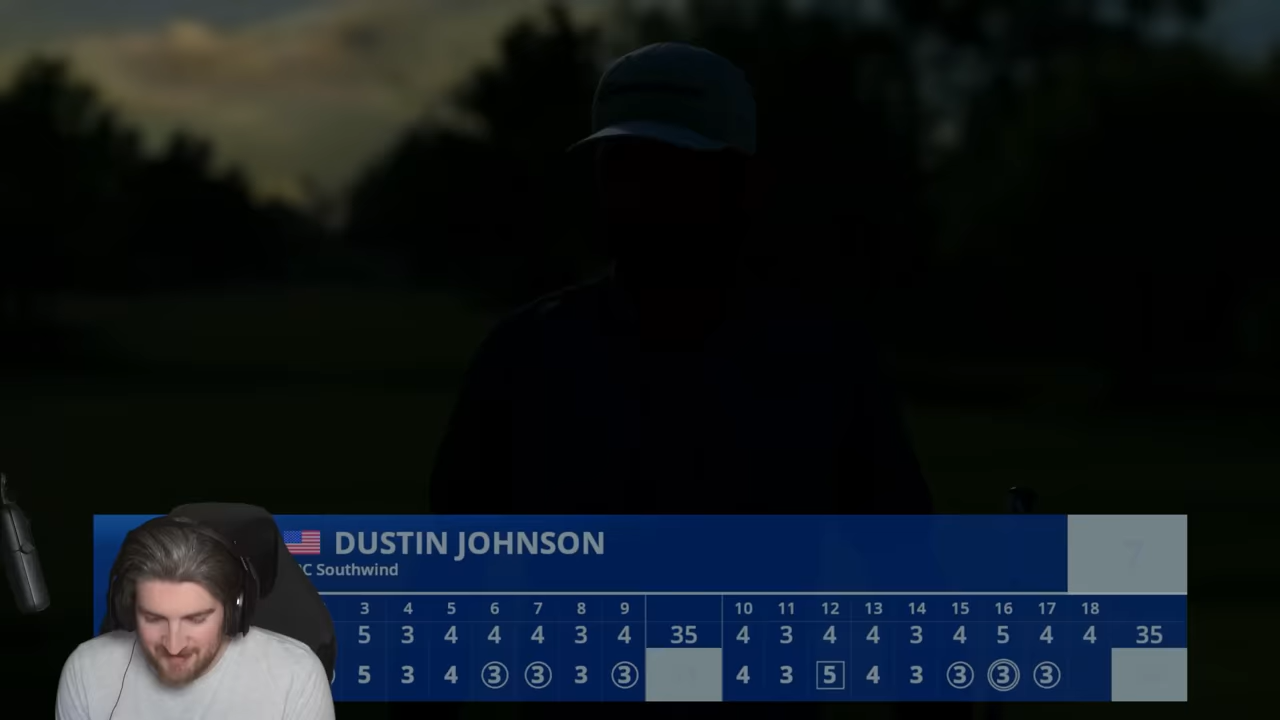 DUSTIN JOHNSON
C Southwind
3 4 5 6 7 8 9 10 11 12 13 14 15 16 17 18
5 3 4 4 4 3 4 35 4 3 4 4 3 4 5 4 4 35
5 3 4 3 3 3 3 4 3 5 4 3 3 3 3